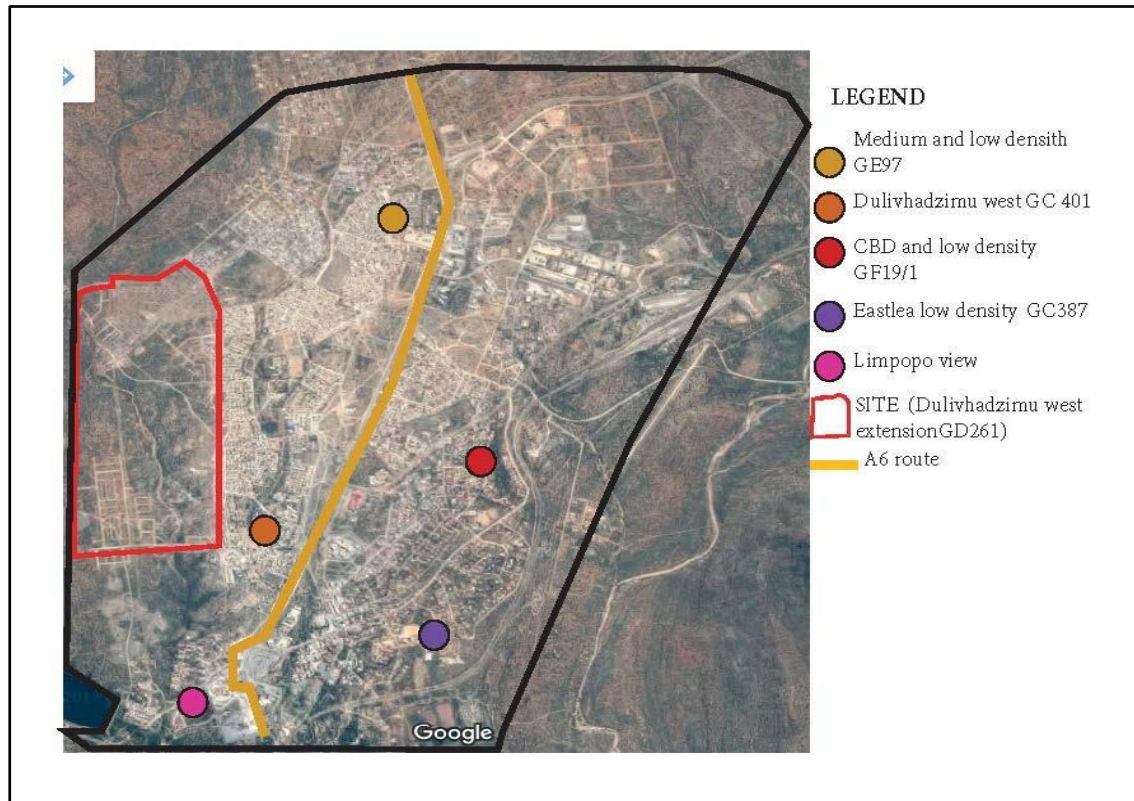 LEGEND
Medium and low densith
GE97
Dulivhadzimu west GC 401
CBD and low density
GF19/1
Eastlea low density GC387
Limpopo view
SITE (Dulivhadzimu west
extensionGD261)
A6 route
Google